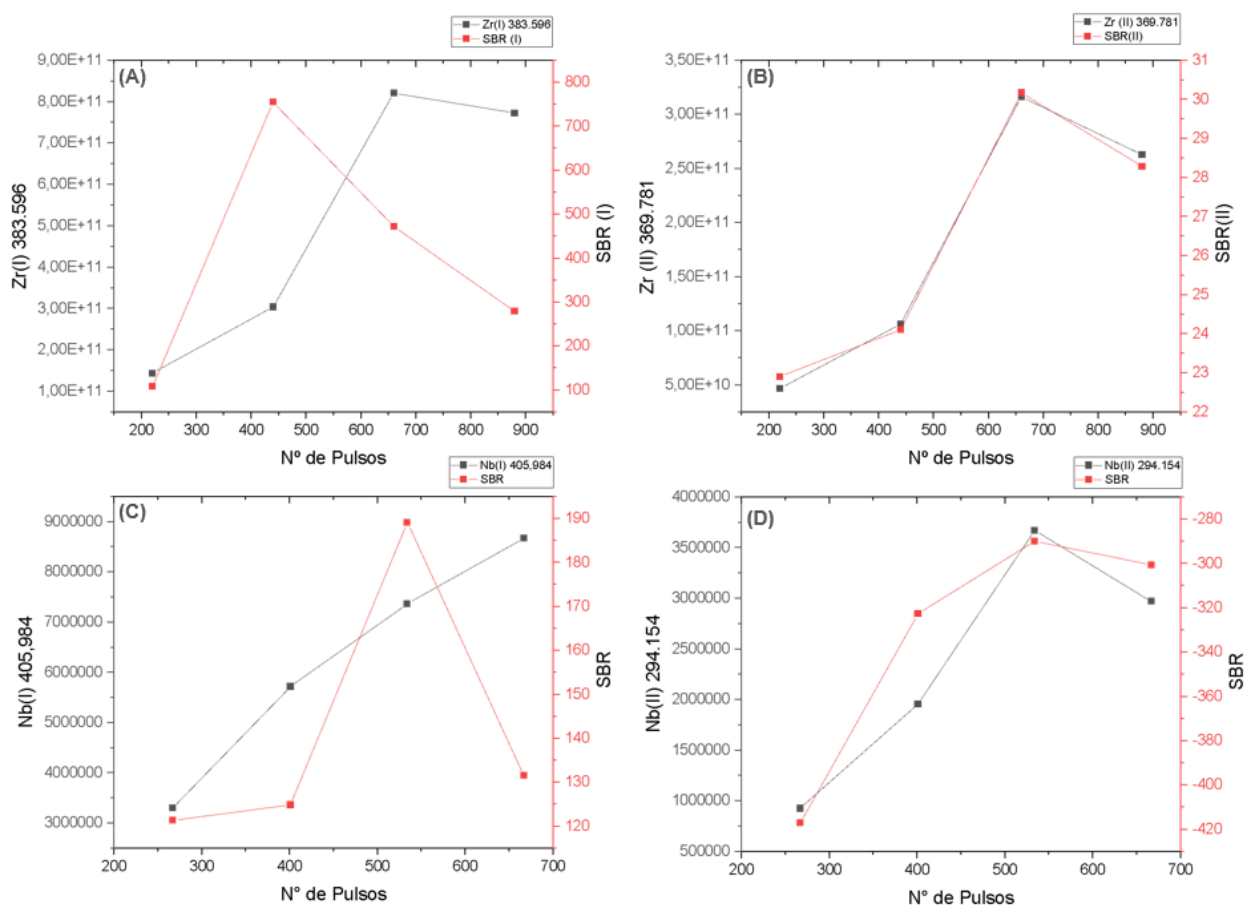 Zr(I) 383.596
SBR (I)
(A)
9,00E+11
8,00E+11
7,00E+11
6,00E+11
5,00E+11
4,00E+11
3,00E+11
2,00E+11
1,00E+11
Zr(I) 383.596
800
700
600
500
400
300
200
100
SBR (I)
200 300 400 500 600 700 800 900
Nº de Pulsos
Zr (II) 369.781
SBR(II)
(B)
3,50E+11
3,00E+11
2,50E+11
2,00E+11
1,50E+11
1,00E+11
5,00E+10
Zr (II) 369.781
31
30
29
28
27
26
25
24
23
22
SBR(II)
200 300 400 500 600 700 800 900
Nº de Pulsos
Nb(I) 405,984
SBR
(C)
9000000
8000000
7000000
6000000
5000000
4000000
3000000
Nb(I) 405,984
190
180
170
160
150
140
130
120
SBR
200 300 400 500 600 700
N° de Pulsos
Nb(II) 294.154
SBR
(D)
4000000
3500000
3000000
2500000
2000000
1500000
1000000
500000
Nb(II) 294.154
-280
-300
-320
-340
-360
-380
-400
-420
SBR
200 300 400 500 600 700
N° de Pulsos